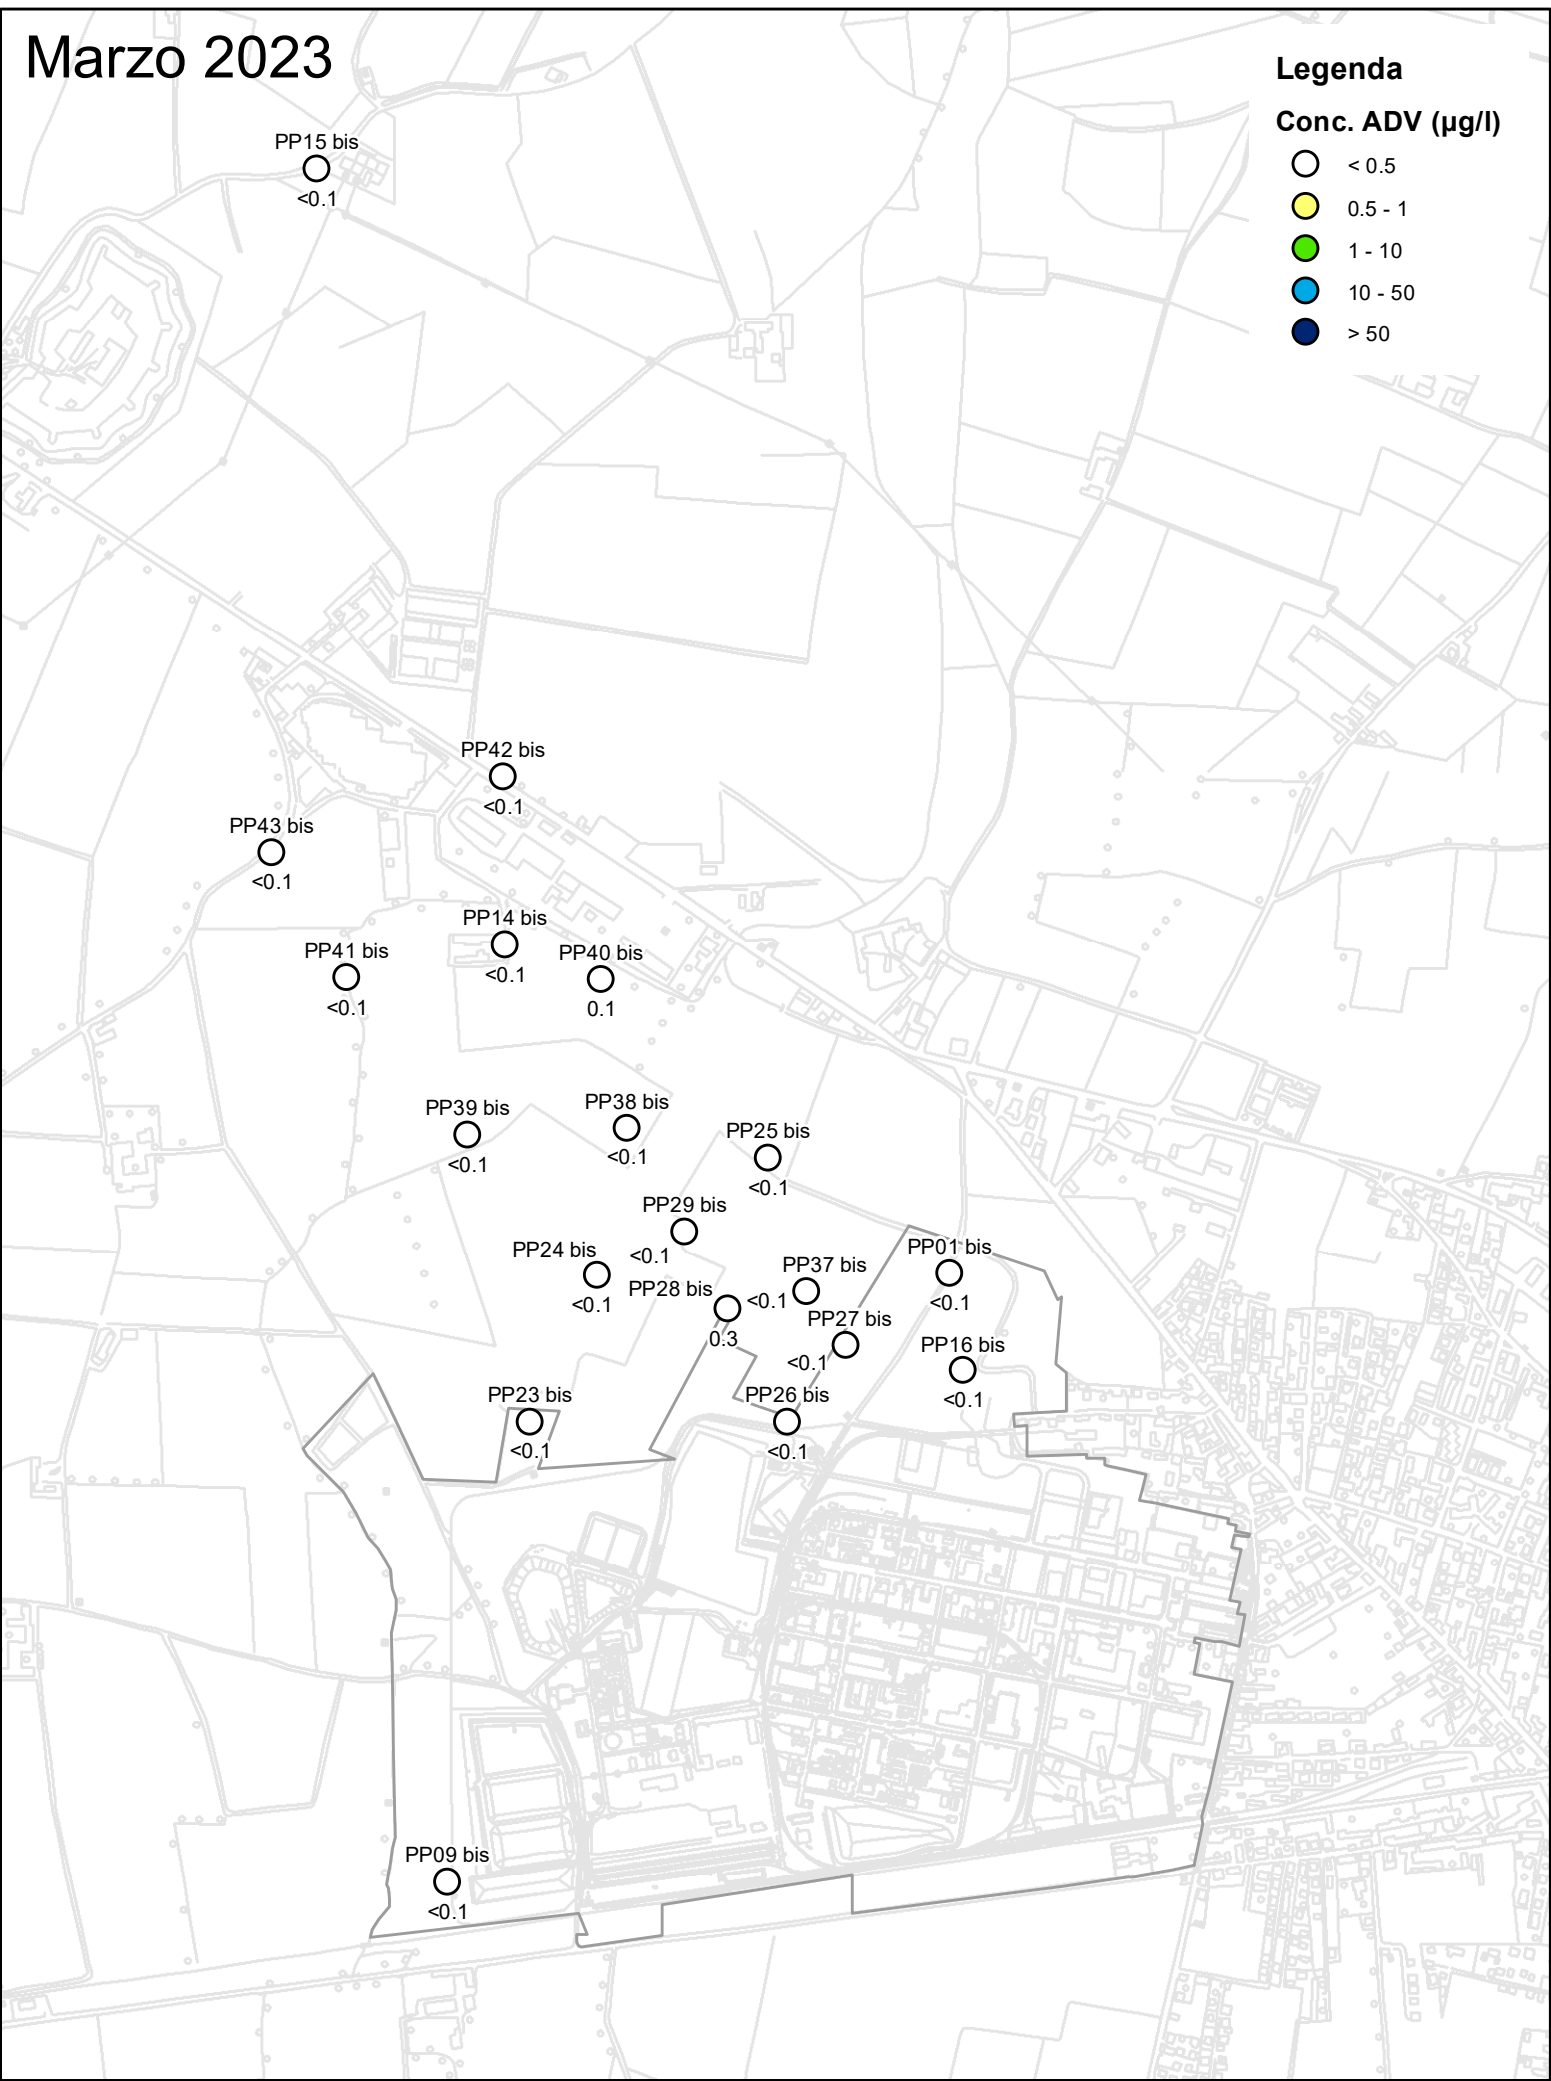 Marzo 2023
Legenda
Conc. ADV (µg/l)
< 0.5
0.5 - 1
1 - 10
10 - 50
> 50
PP15 bis
<0.1
PP42 bis
<0.1
PP43 bis
<0.1
PP14 bis
<0.1
PP41 bis
<0.1
PP40 bis
0.1
PP39 bis
<0.1
PP38 bis
<0.1
PP25 bis
<0.1
PP29 bis
<0.1
PP24 bis
<0.1
PP28 bis
0.3
PP37 bis
<0.1
PP01 bis
<0.1
PP27 bis
<0.1
PP16 bis
<0.1
PP23 bis
<0.1
PP26 bis
<0.1
PP09 bis
<0.1